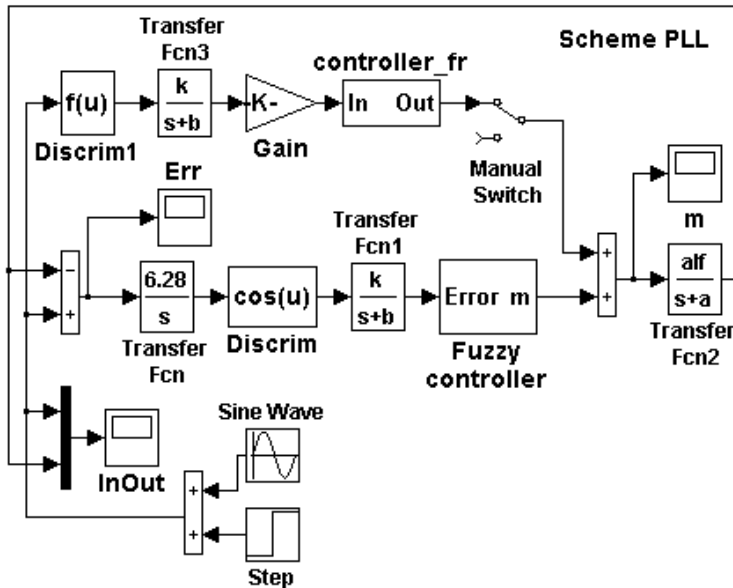 Scheme PLL
Transfer
Fcn3
controller_fr
f(u)
k
s+b
-K-
In Out
Discrim1
Gain
Manual
Switch
Err
m
Transfer
Fcn1
-
+
6.28
s
cos(u)
k
s+b
Error m
+
+
alf
s+a
Transfer
Fcn
Discrim
Fuzzy
controller
Transfer
Fcn2
InOut
Sine Wave
+
+
Step